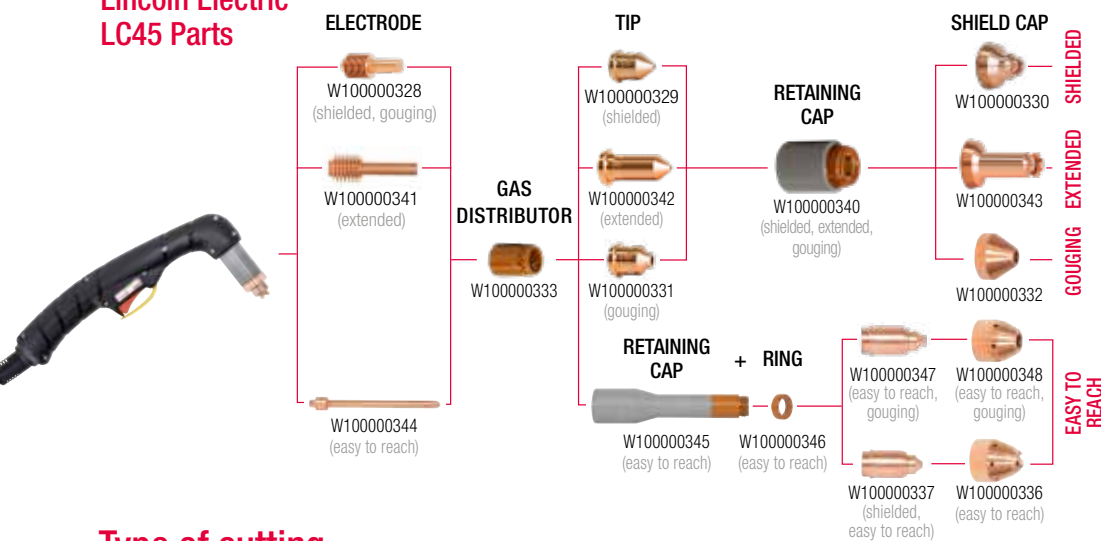 Lincoln Electric
LC45 Parts
ELECTRODE
TIP
SHIELD CAP
W100000328
(shielded, gouging)
W100000329
(shielded)
RETAINING
CAP
W100000330
SHIELDED
W100000341
(extended)
GAS
DISTRIBUTOR
W100000333
W100000342
(extended)
W100000340
(shielded, extended,
gouging)
W100000343
EXTENDED
W100000331
(gouging)
W100000332
GOUGING
RETAINING
CAP
+ RING
W100000344
(easy to reach)
W100000345
(easy to reach)
W100000346
(easy to reach)
W100000347
(easy to reach,
gouging)
W100000348
(easy to reach,
gouging)
W100000337
(shielded,
easy to reach)
W100000336
(easy to reach)
EASY TO
REACH
Type of cutting